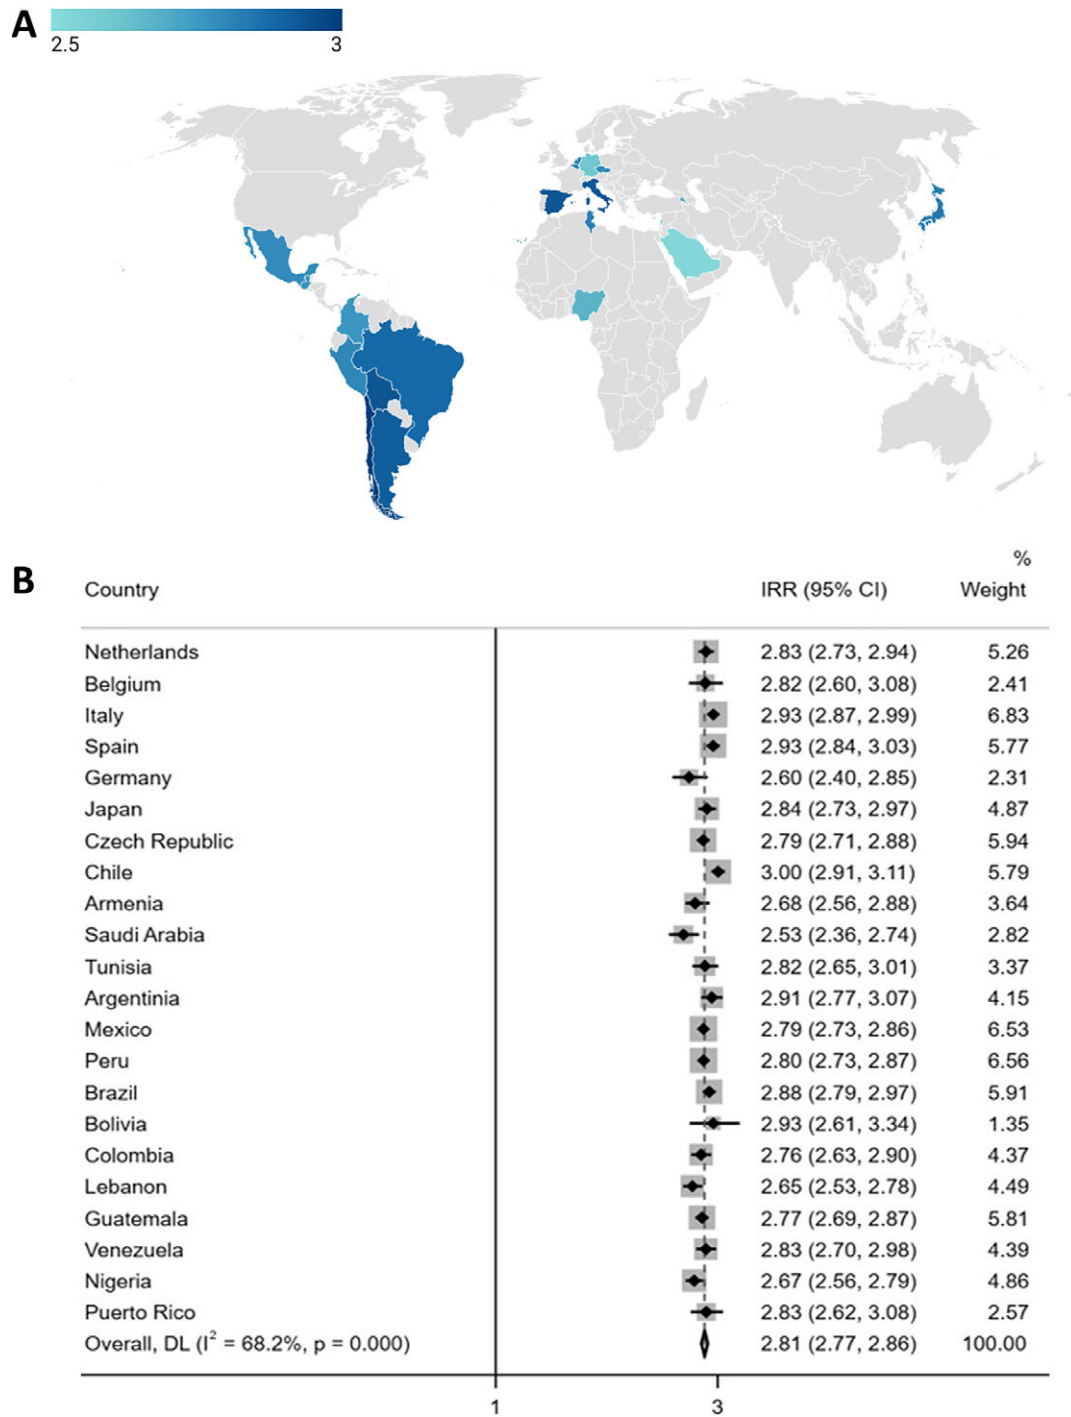 A
2.5 3
B
%
Country IRR (95% CI) Weight
Netherlands 2.83 (2.73, 2.94) 5.26
Belgium 2.82 (2.60, 3.08) 2.41
Italy 2.93 (2.87, 2.99) 6.83
Spain 2.93 (2.84, 3.03) 5.77
Germany 2.60 (2.40, 2.85) 2.31
Japan 2.84 (2.73, 2.97) 4.87
Czech Republic 2.79 (2.71, 2.88) 5.94
Chile 3.00 (2.91, 3.11) 5.79
Armenia 2.68 (2.56, 2.88) 3.64
Saudi Arabia 2.53 (2.36, 2.74) 2.82
Tunisia 2.82 (2.65, 3.01) 3.37
Argentinia 2.91 (2.77, 3.07) 4.15
Mexico 2.79 (2.73, 2.86) 6.53
Peru 2.80 (2.73, 2.87) 6.56
Brazil 2.88 (2.79, 2.97) 5.91
Bolivia 2.93 (2.61, 3.34) 1.35
Colombia 2.76 (2.63, 2.90) 4.37
Lebanon 2.65 (2.53, 2.78) 4.49
Guatemala 2.77 (2.69, 2.87) 5.81
Venezuela 2.83 (2.70, 2.98) 4.39
Nigeria 2.67 (2.56, 2.79) 4.86
Puerto Rico 2.83 (2.62, 3.08) 2.57
Overall, DL (I² = 68.2%, p = 0.000) 2.81 (2.77, 2.86) 100.00
1 3